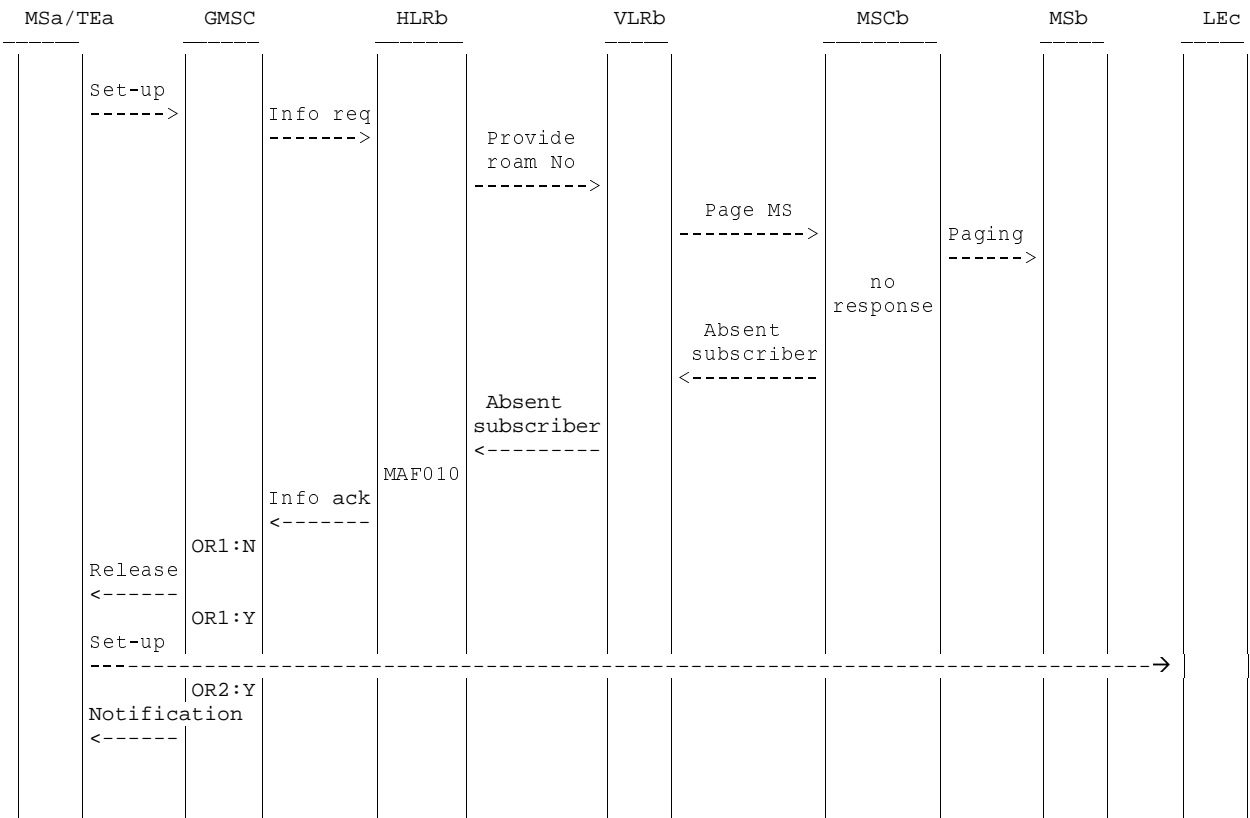 MSa/TEa GMSC HLRb VLRb MSCb MSb LEc
Set-up
------>
Info req
------->
Provide
roam No
--------->
Page MS
---------->
Paging
------>
no
response
Absent
subscriber
<----------
Absent
subscriber
<---------
MAF010
Info ack
<-------
OR1:N
Release
<------
OR1:Y
Set-up
OR2:Y
Notification
<------